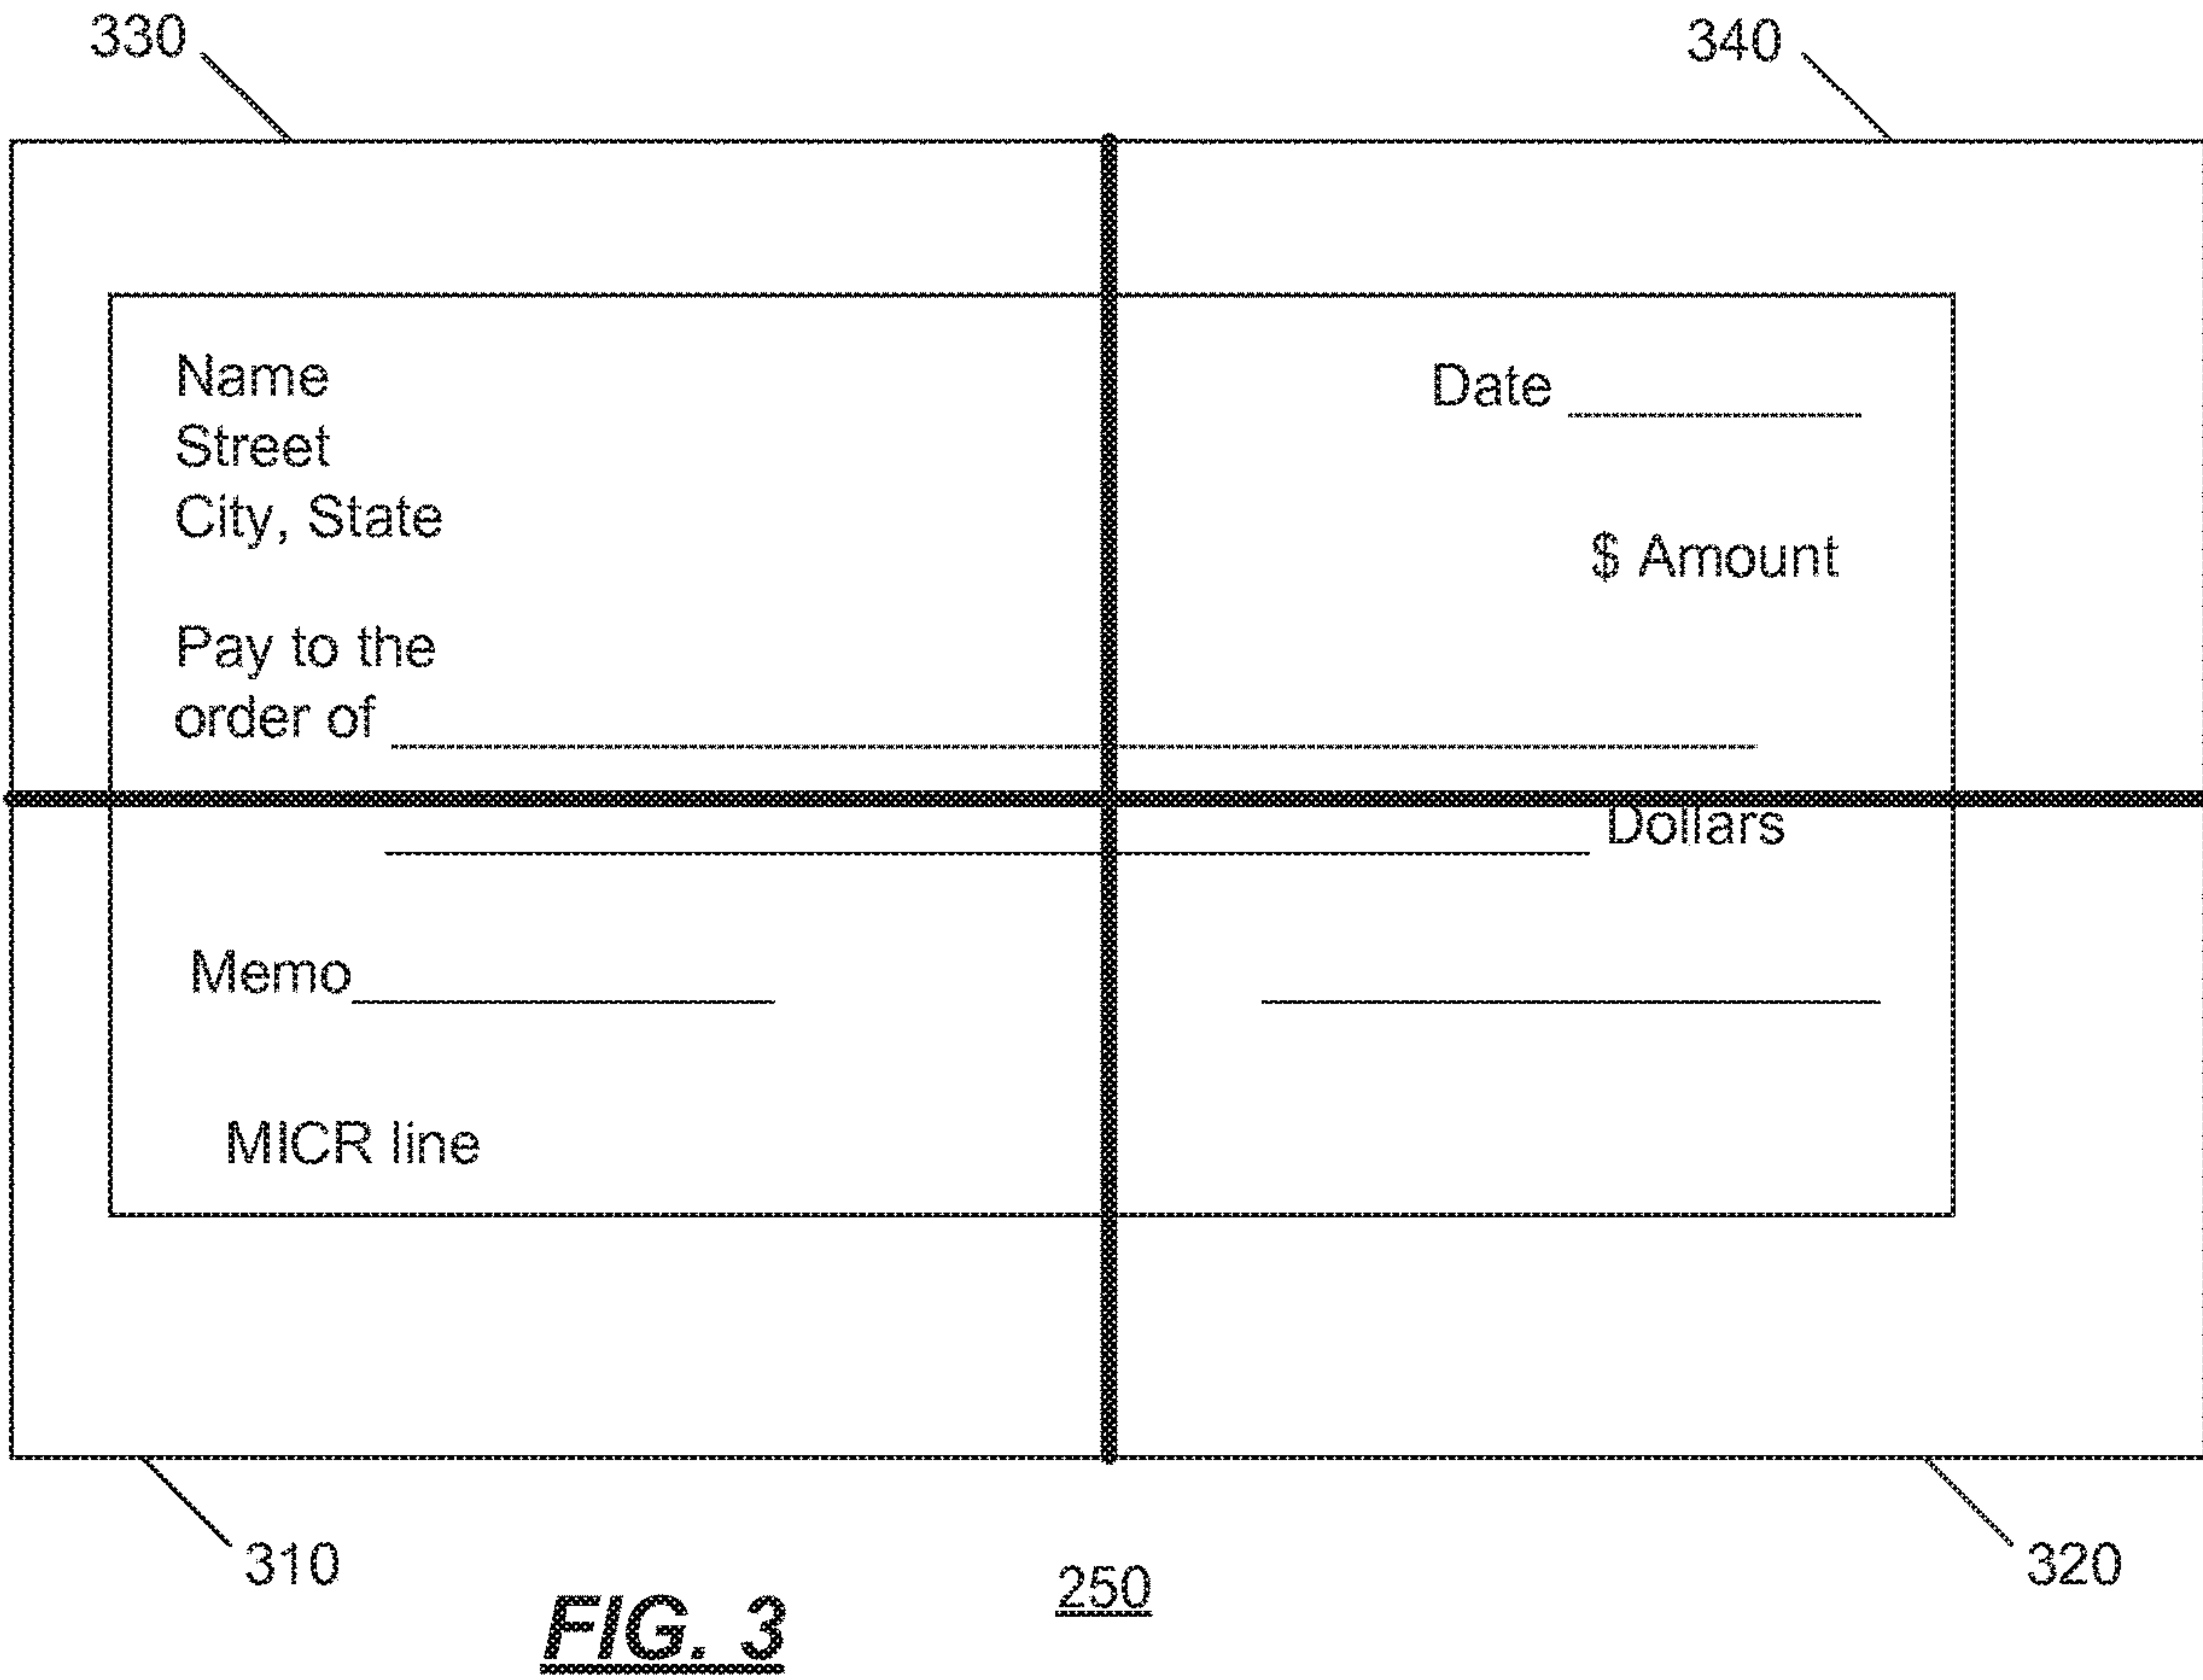 330
340
Name
Date
Street
City, State
$ Amount
Pay to the
order of
Dollars
Memo
MICR line
310
320
250
FIG. 3